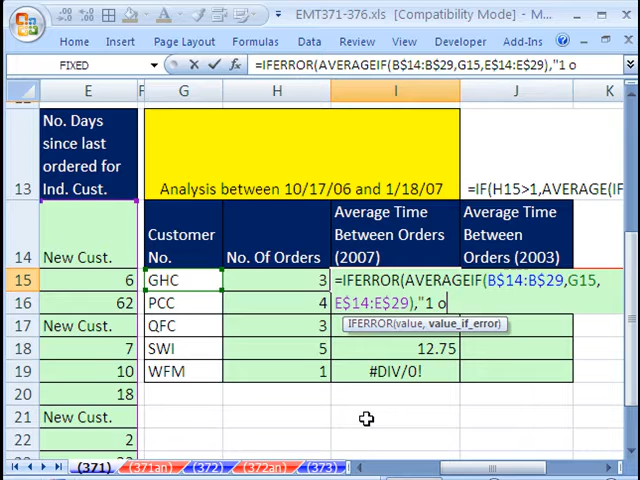 EMT371-376.xls [Compatibility Mode] - M...
Home Insert Page Layout Formulas Data Review View Developer Add-Ins
FIXED =IFERROR(AVERAGEIF(B$14:B$29,G15,E$14:E$29),"1 o
E F G H I J K
No. Days
since last
ordered for
Ind. Cust.
13 Analysis between 10/17/06 and 1/18/07 =IF(H15>1,AVERAGE(IF
14 New Cust. Customer No. No. Of Orders Average Time Between Orders (2007) Average Time Between Orders (2003)
15 6 GHC 3 =IFERROR(AVERAGEIF(B$14:B$29,G15,
16 62 PCC 4 E$14:E$29),"1 o
IFERROR(value, value_if_error)
17 New Cust. QFC 3
18 7 SWI 5 12.75
19 10 WFM 1 #DIV/0!
20 18
21 New Cust.
22 2
(371) (371an) (372) (372an) (373)